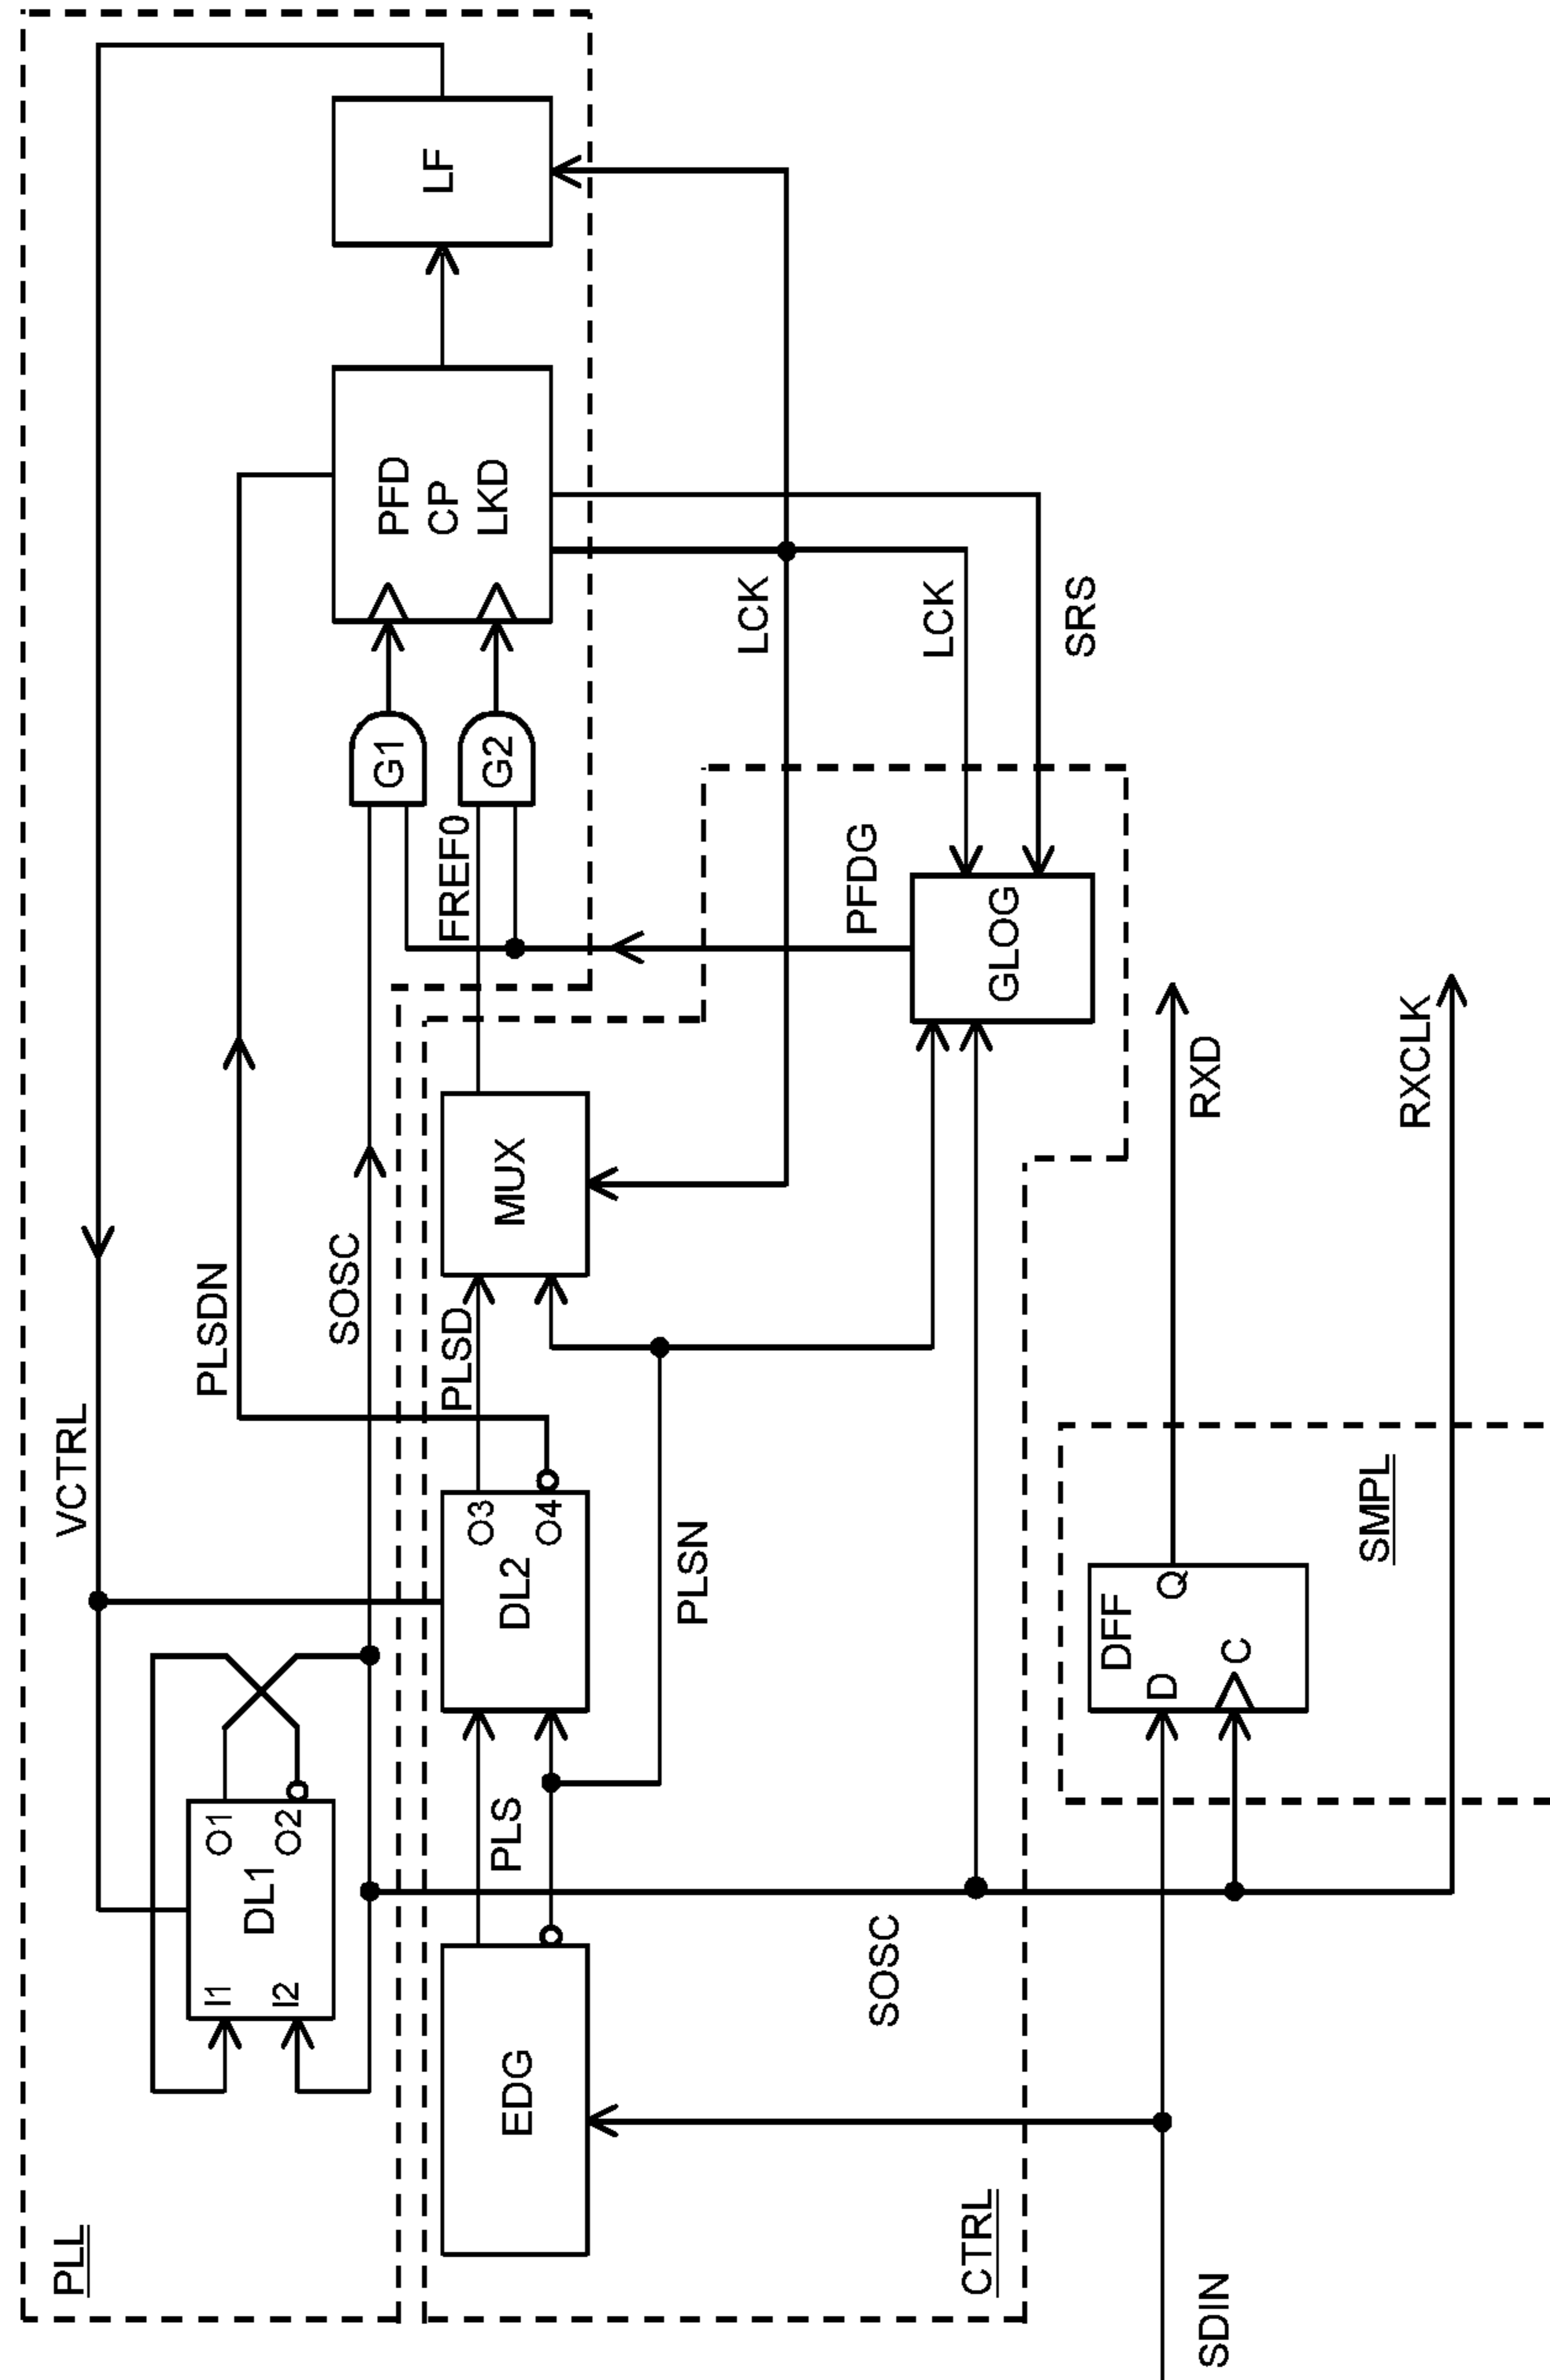 PLL
VCTRL
PLSDN
SOSC
DL1
I1
I2
O1
O2
LF
PFD
CP
LKD
G1
G2
FREF0
EDG
PLS
DL2
O3
O4
PLSD
MUX
PLSN
LCK
LCK
SRS
PFDG
GLOG
SOSC
CTRL
SDIN
DFF
D
C
Q
SMPL
RXD
RXCLK